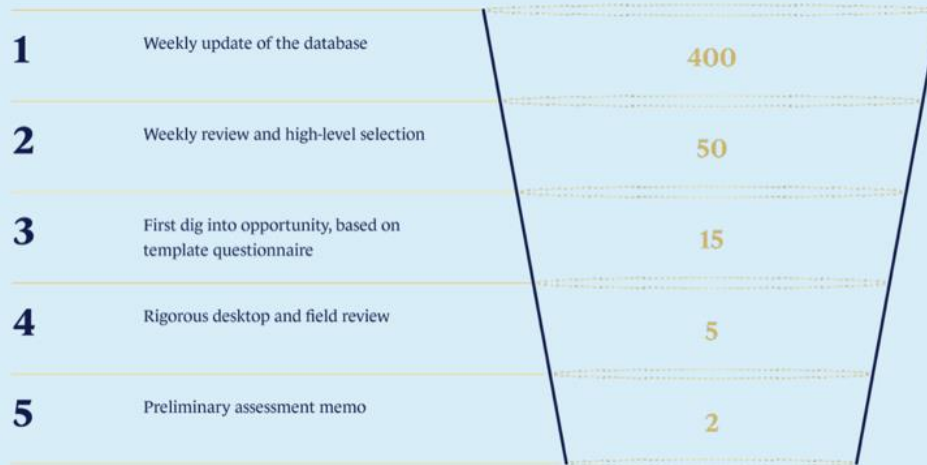 1
Weekly update of the database
400
2
Weekly review and high-level selection
50
3
First dig into opportunity, based on
template questionnaire
15
4
Rigorous desktop and field review
5
5
Preliminary assessment memo
2